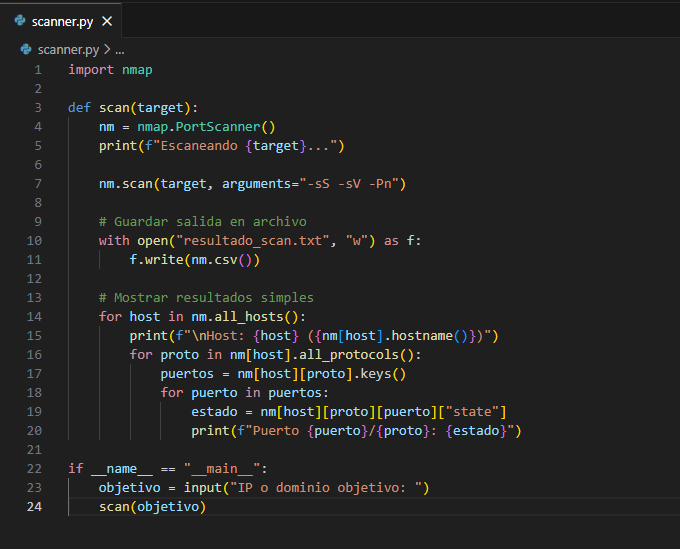 scanner.py ×
scanner.py > ...
1 import nmap
2
3 def scan(target):
4     nm = nmap.PortScanner()
5     print(f"Escaneando {target}...")
6
7     nm.scan(target, arguments="-sS -sV -Pn")
8
9     # Guardar salida en archivo
10     with open("resultado_scan.txt", "w") as f:
11         f.write(nm.csv())
12
13     # Mostrar resultados simples
14     for host in nm.all_hosts():
15         print(f"\nHost: {host} ({nm[host].hostname()})")
16         for proto in nm[host].all_protocols():
17             puertos = nm[host][proto].keys()
18             for puerto in puertos:
19                 estado = nm[host][proto][puerto]["state"]
20                 print(f"Puerto {puerto}/{proto}: {estado}")
21
22 if __name__ == "__main__":
23     objetivo = input("IP o dominio objetivo: ")
24     scan(objetivo)